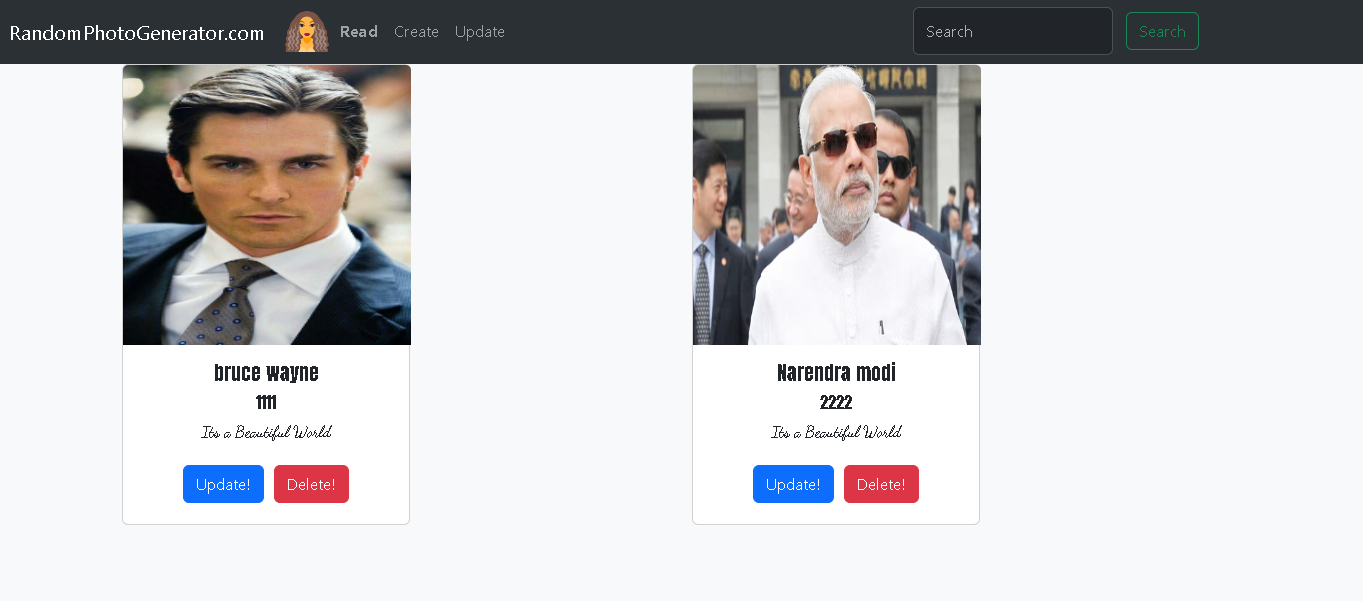 RandomPhotoGenerator.com Read Create Update Search Search
bruce wayne
1111
Its a Beautiful World
Update! Delete!
Narendra modi
2222
Its a Beautiful World
Update! Delete!